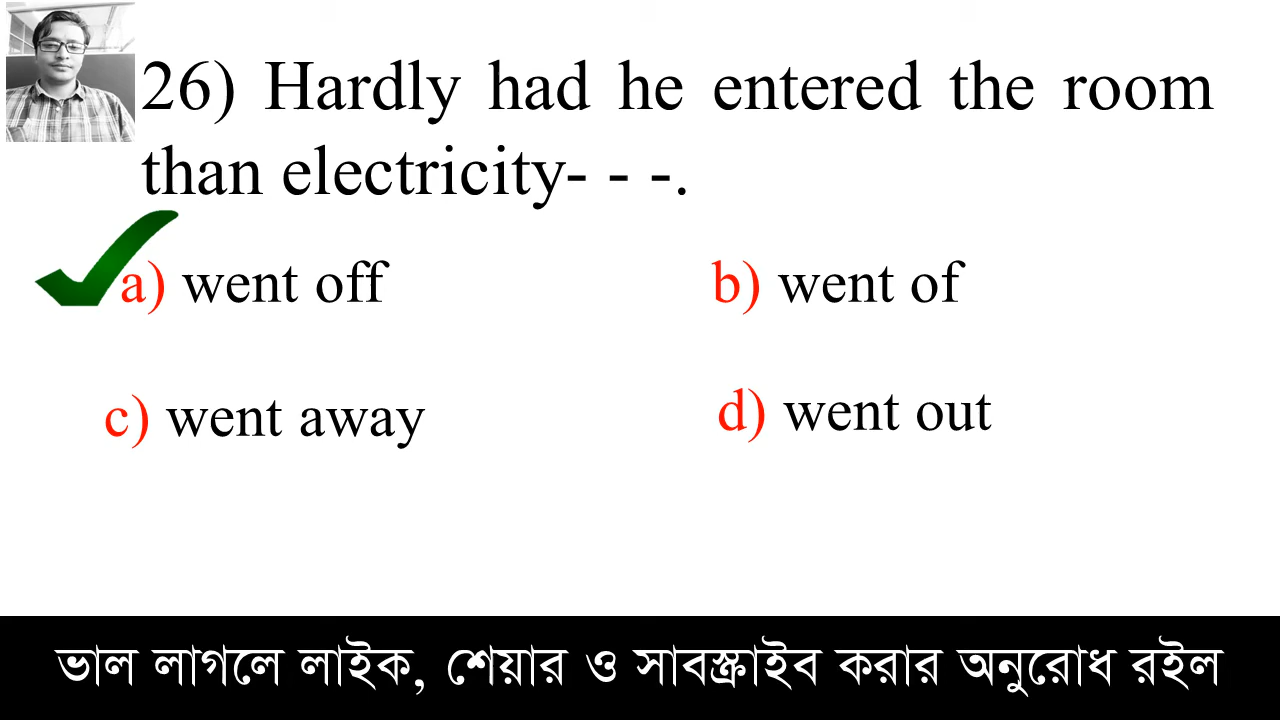 26) Hardly had he entered the room
than electricity- - -.
a) went off
b) went of
c) went away
d) went out
ভাল লাগলে লাইক, শেয়ার ও সাবস্ক্রাইব করার অনুরোধ রইল